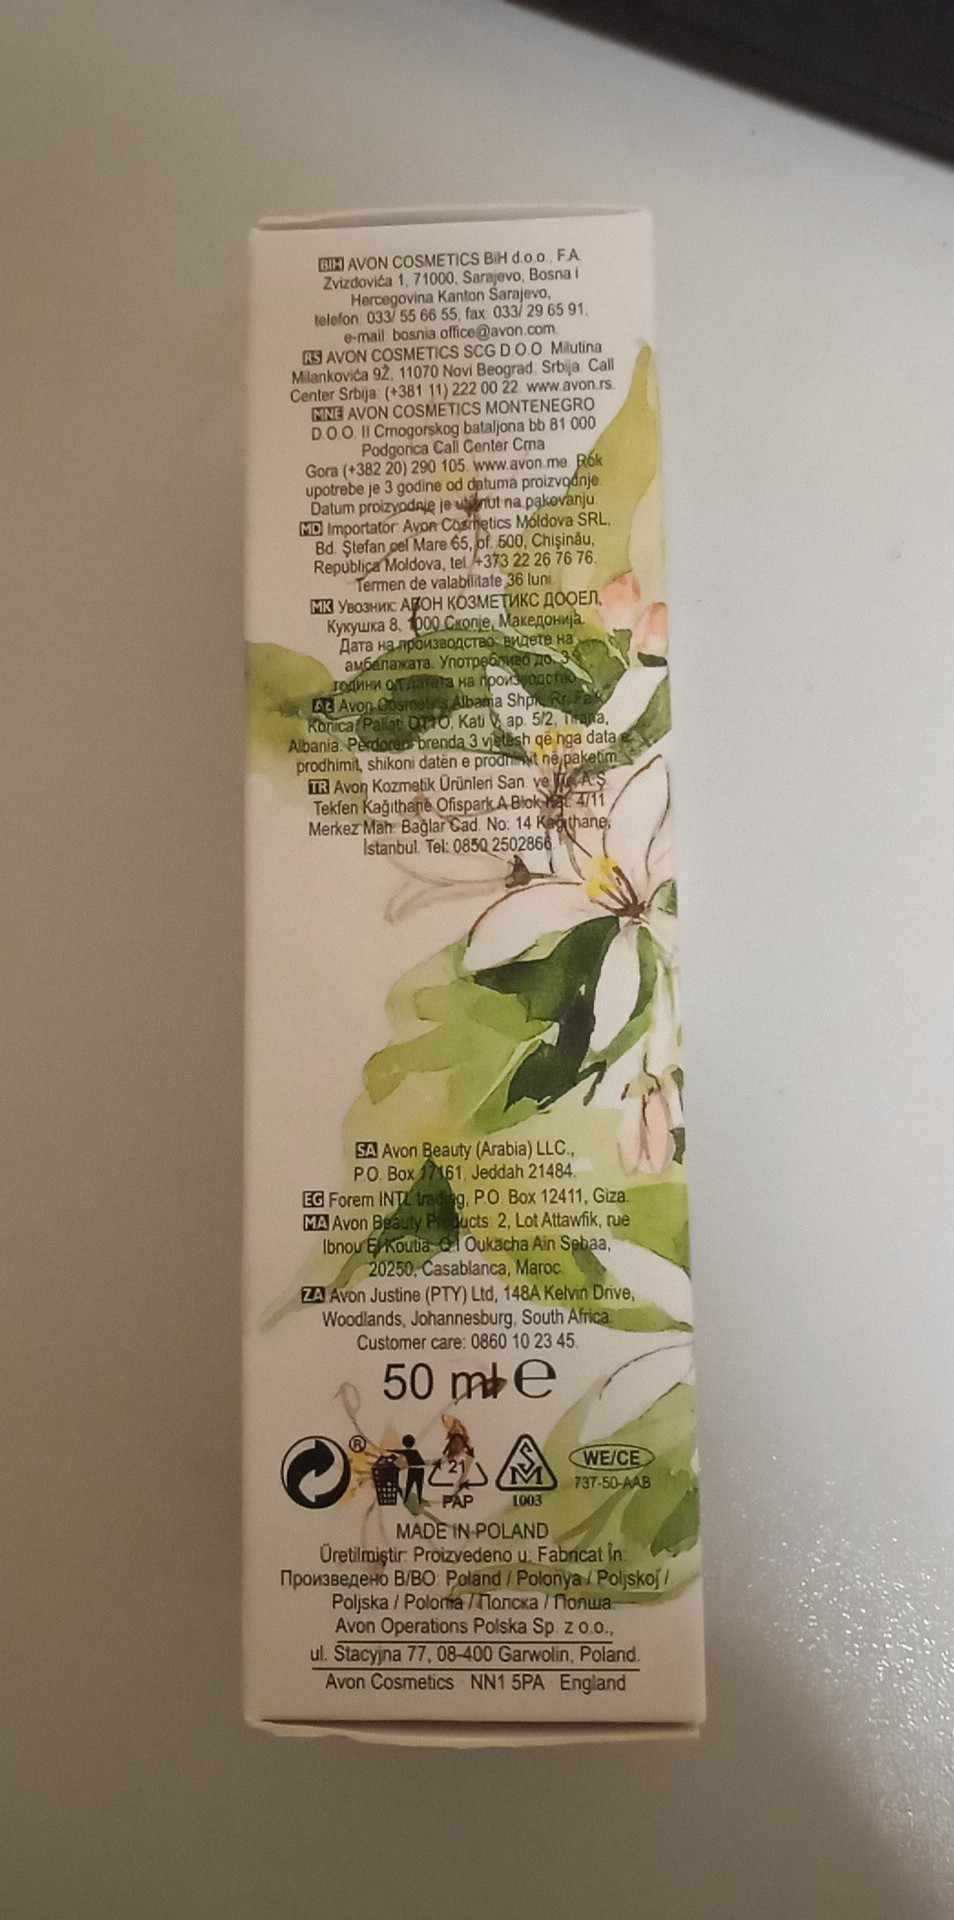 BIH AVON COSMETICS BiH d.o.o., F.A.
Zvizdovića 1, 71000, Sarajevo, Bosna i
Hercegovina Kanton Sarajevo,
telefon: 033/ 55 66 55, fax: 033/ 29 65 91,
e-mail: bosnia.office@avon.com.
RS AVON COSMETICS SCG D.O.O. Milutina
Milankovića 9Ž, 11070 Novi Beograd. Srbija. Call
Center Srbija: (+381 11) 222 00 22. www.avon.rs.
MNE AVON COSMETICS MONTENEGRO
D.O.O. II Crnogorskog bataljona bb 81 000
Podgorica Call Center Crna
Gora (+382 20) 290 105. www.avon.me. Rok
upotrebe je 3 godine od datuma proizvodnje.
Datum proizvodnje je utisnut na pakovanju.
MD Importator: Avon Cosmetics Moldova SRL,
Bd. Ştefan cel Mare 65, of. 500, Chişinău,
Republica Moldova, tel. +373 22 26 76 76.
Termen de valabilitate 36 luni.
MK Увозник: АВОН КОЗМЕТИКС ДООЕЛ,
Кукушка 8, 1000 Скопје, Македонија.
Дата на производство: видете на
амбалажата. Употребливо до: 3
години од датата на производство.
AL Avon Cosmetics Albania Shpk, Rr. Faik
Konica, Pallati DTTO, Kati V, ap. 5/2, Tirana,
Albania. Përdoreni brenda 3 vjetësh që nga data e
prodhimit, shikoni datën e prodhimit në paketim.
TR Avon Kozmetik Ürünleri San. ve Tic. A.Ş.
Tekfen Kağıthane Ofispark A Blok Kat: 4/11
Merkez Mah. Bağlar Cad. No: 14 Kağıthane,
İstanbul. Tel: 0850 2502866
SA Avon Beauty (Arabia) LLC.,
P.O. Box 17161, Jeddah 21484.
EG Forem INTL trading, P.O. Box 12411, Giza.
MA Avon Beauty Products. 2, Lot Attawfik, rue
Ibnou El Koutia. Q.I Oukacha Ain Sebaa,
20250, Casablanca, Maroc.
ZA Avon Justine (PTY) Ltd, 148A Kelvin Drive,
Woodlands, Johannesburg, South Africa.
Customer care: 0860 10 23 45.
50 ml ℮
® 21 PAP SM 1003 WE/CE 737-50-AAB
MADE IN POLAND
Üretilmiştir: Proizvedeno u: Fabricat în:
Произведено В/ВО: Poland / Polonya / Poljskoj /
Poljska / Polonia / Полска / Полша
Avon Operations Polska Sp. z o.o.,
ul. Stacyjna 77, 08-400 Garwolin, Poland.
Avon Cosmetics NN1 5PA England